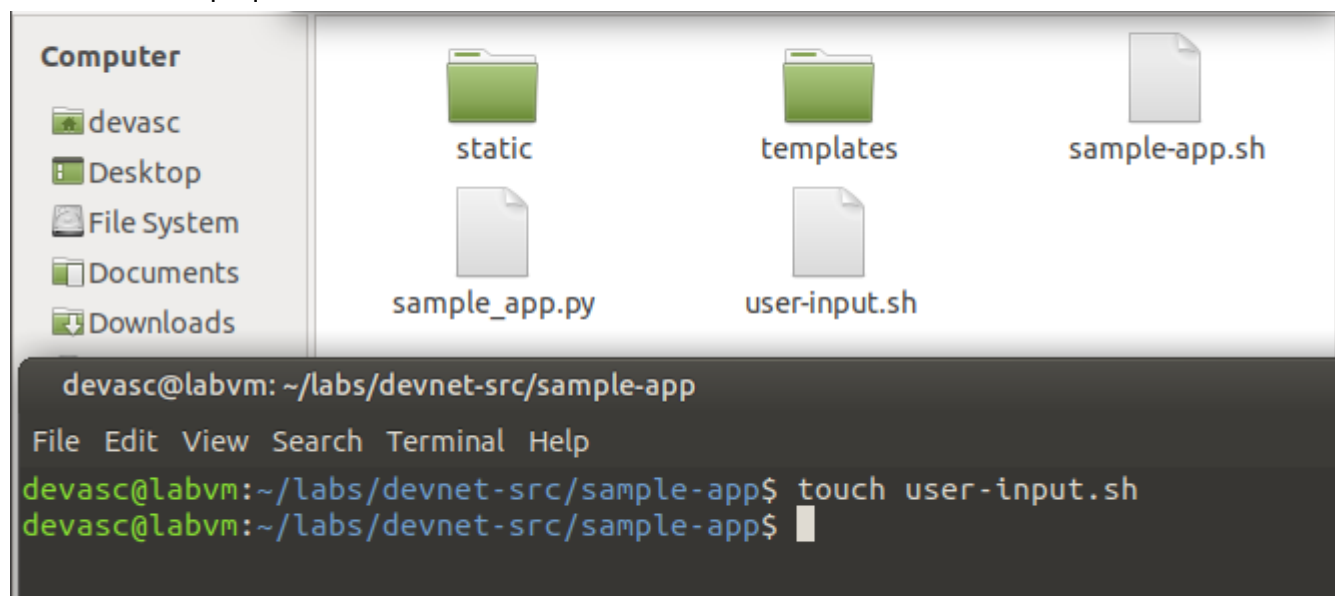 Computer
devasc
Desktop
File System
Documents
Downloads
static
templates
sample-app.sh
sample_app.py
user-input.sh
devasc@labvm: ~/labs/devnet-src/sample-app
File Edit View Search Terminal Help
devasc@labvm:~/labs/devnet-src/sample-app$ touch user-input.sh
devasc@labvm:~/labs/devnet-src/sample-app$